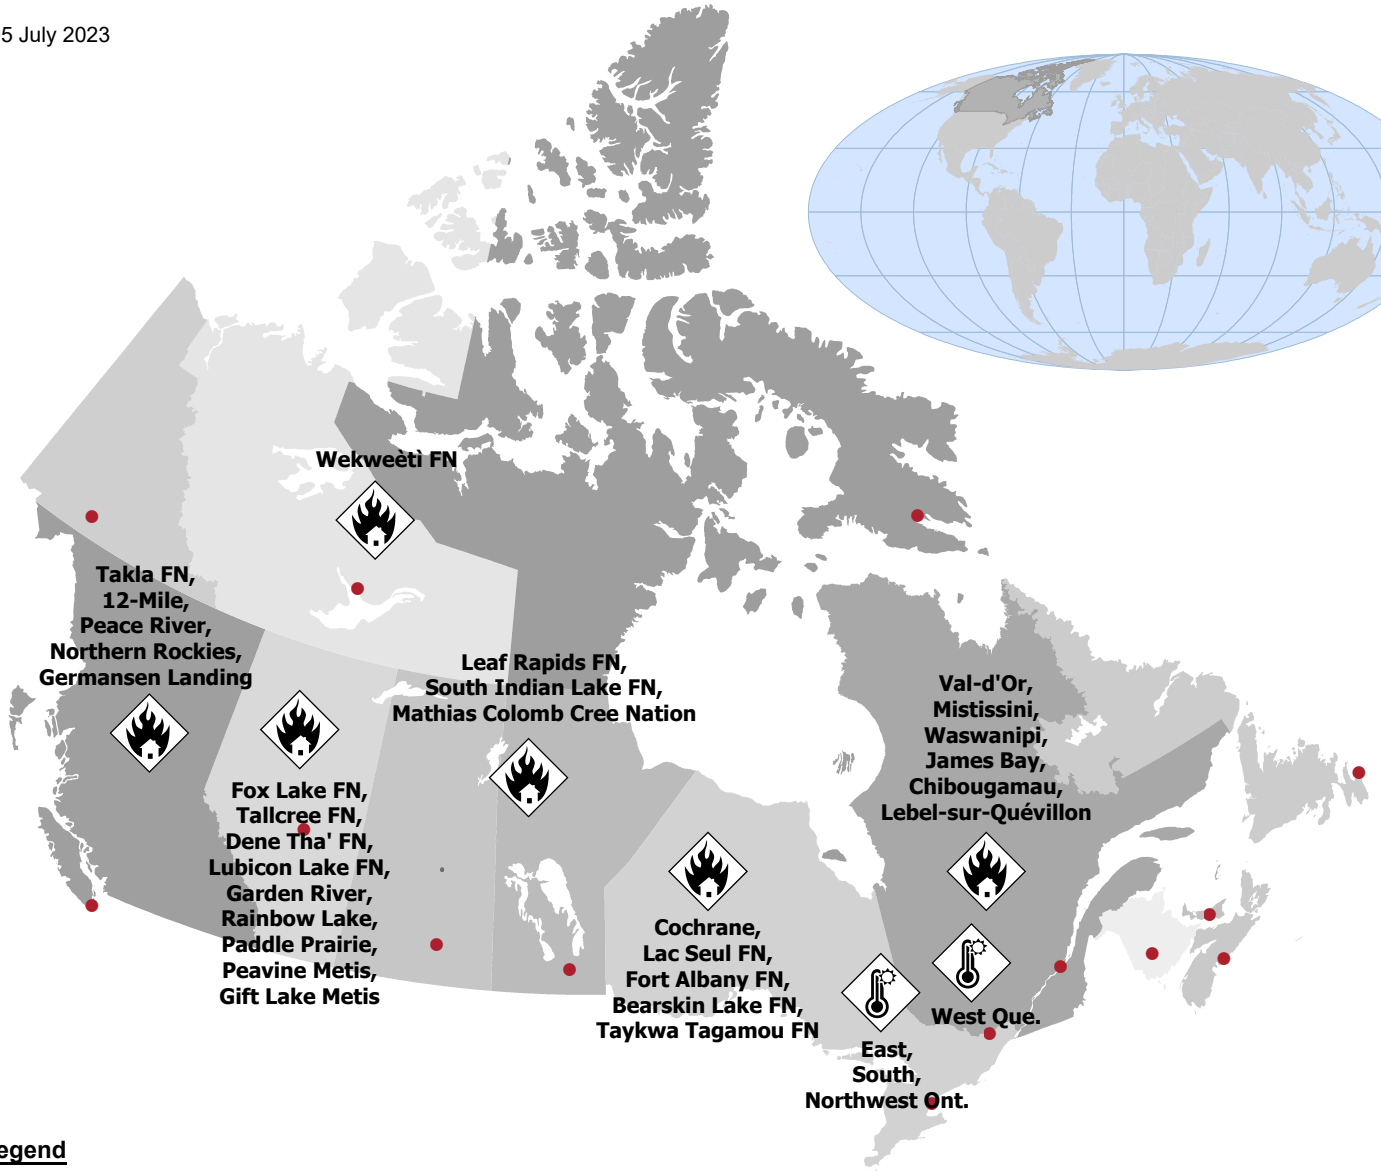 5 July 2023
Wekweètì FN
Takla FN,
12-Mile,
Peace River,
Northern Rockies,
Germansen Landing
Leaf Rapids FN,
South Indian Lake FN,
Mathias Colomb Cree Nation
Val-d'Or,
Mistissini,
Waswanipi,
James Bay,
Chibougamau,
Lebel-sur-Quévillon
Fox Lake FN,
Tallcree FN,
Dene Tha' FN,
Lubicon Lake FN,
Garden River,
Rainbow Lake,
Paddle Prairie,
Peavine Metis,
Gift Lake Metis
Cochrane,
Lac Seul FN,
Fort Albany FN,
Bearskin Lake FN,
Taykwa Tagamou FN
West Que.
East,
South,
Northwest Ont.
egend